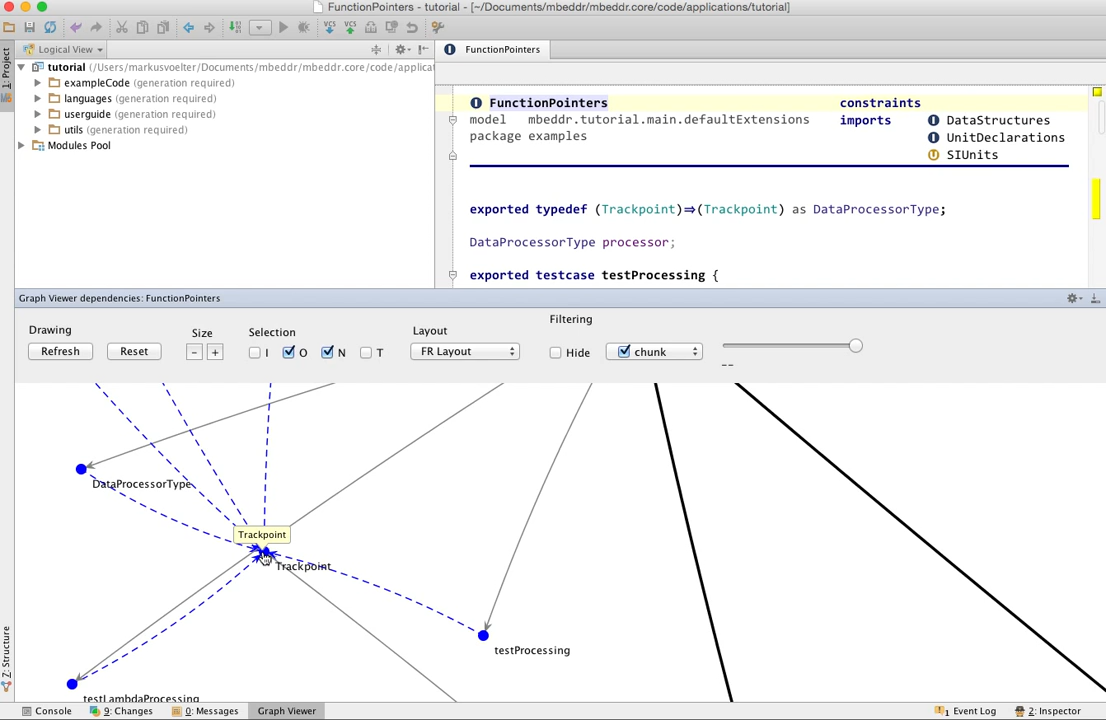 FunctionPointers - tutorial - [~/Documents/mbeddr/mbeddr.core/code/applications/tutorial]
Logical View
FunctionPointers
1: Project
tutorial (/Users/markusvoelter/Documents/mbeddr/mbeddr.core/code/applicat
exampleCode (generation required)
languages (generation required)
userguide (generation required)
utils (generation required)
Modules Pool
FunctionPointers constraints
model mbeddr.tutorial.main.defaultExtensions imports DataStructures
package examples UnitDeclarations
SIUnits
exported typedef (Trackpoint)⇒(Trackpoint) as DataProcessorType;
DataProcessorType processor;
exported testcase testProcessing {
Graph Viewer dependencies: FunctionPointers
Drawing Size Selection Layout Filtering
Refresh Reset - + I O N T FR Layout Hide chunk
--
DataProcessorType
Trackpoint
Trackpoint
testProcessing
testLambdaProcessing
Z: Structure
Console 9: Changes 0: Messages Graph Viewer 1 Event Log 2: Inspector